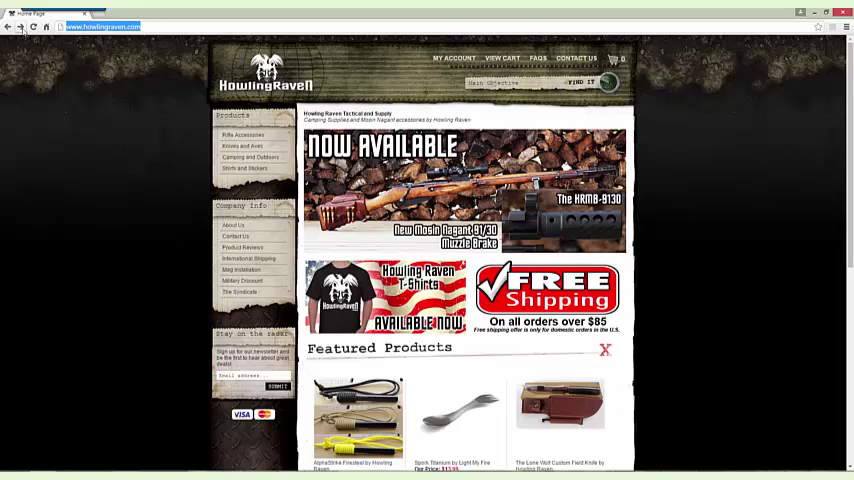 Home Page
www.howlingraven.com
MY ACCOUNT VIEW CART FAQS CONTACT US 0
HowlingRaven
Main Objective FIND IT
Products
Rifle Accessories
Knives and Axes
Camping and Outdoors
Shirts and Stickers
Company Info
About Us
Contact Us
Product Reviews
International Shipping
Mag Installation
Military Discount
The Syndicate
Stay on the radar
Sign up for our newsletter and
be the first to hear about great
deals!
Email address...
SUBMIT
VISA MasterCard
Howling Raven Tactical and Supply
Camping Supplies and Mosin Nagant accessories by Howling Raven
NOW AVAILABLE
The HRMB-9130
New Mosin Nagant 91/30
Muzzle Brake
HowlingRaven
Howling Raven
T-Shirts
AVAILABLE NOW
FREE
Shipping
On all orders over $85
Free shipping offer is only for domestic orders in the U.S.
Featured Products X
AlphaStrike Firesteel by Howling
Raven
Spork Titanium by Light My Fire
Our Price: $13.99
The Lone Wolf Custom Field Knife by
Howling Raven